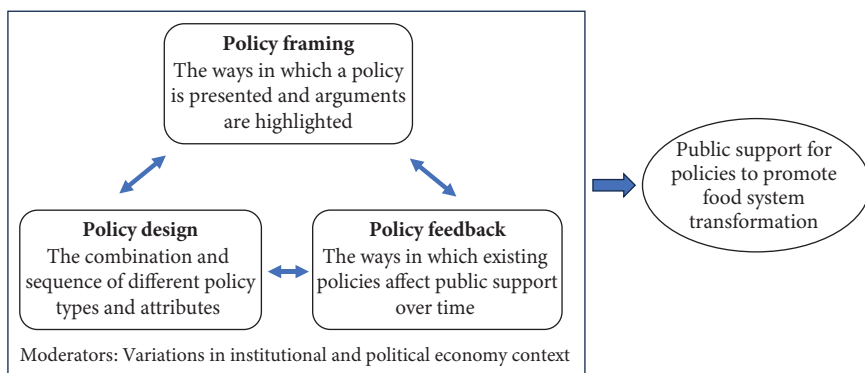 Policy framing
The ways in which a policy
is presented and arguments
are highlighted
Policy design
The combination and
sequence of different policy
types and attributes
Policy feedback
The ways in which existing
policies affect public support
over time
Moderators: Variations in institutional and political economy context
Public support for
policies to promote
food system
transformation